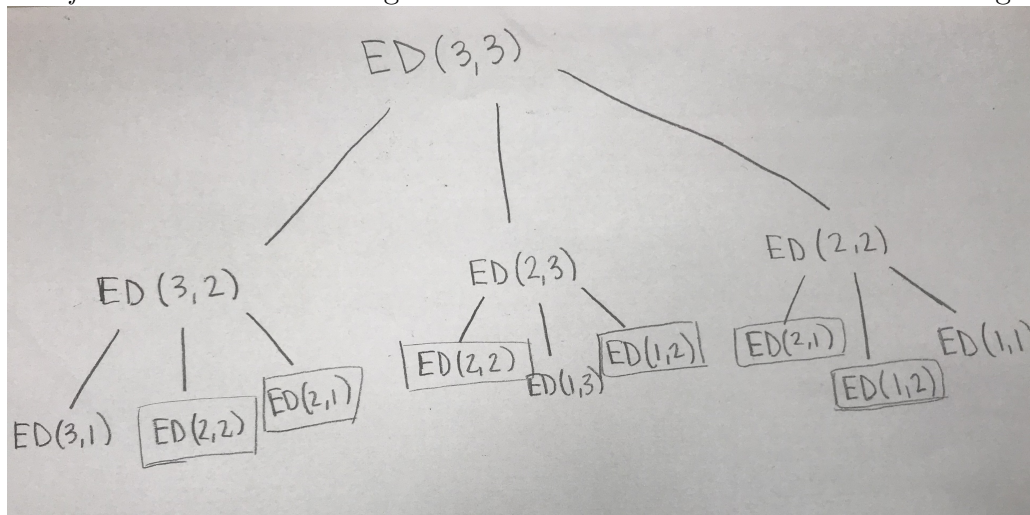 ED(3,3)
ED(3,2) ED(2,3) ED(2,2)
ED(3,1) ED(2,2) ED(2,1) ED(2,2) ED(1,3) ED(1,2) ED(2,1) ED(1,2) ED(1,1)